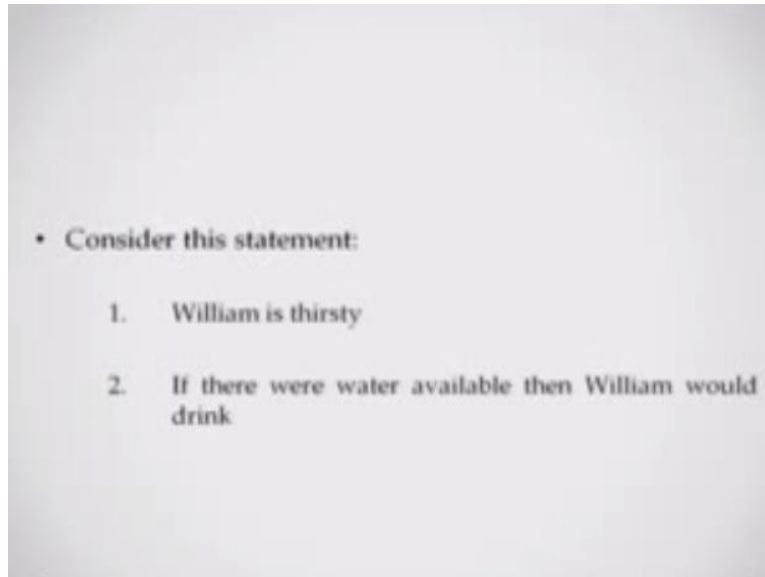 • Consider this statement:
1. William is thirsty
2. If there were water available then William would
drink